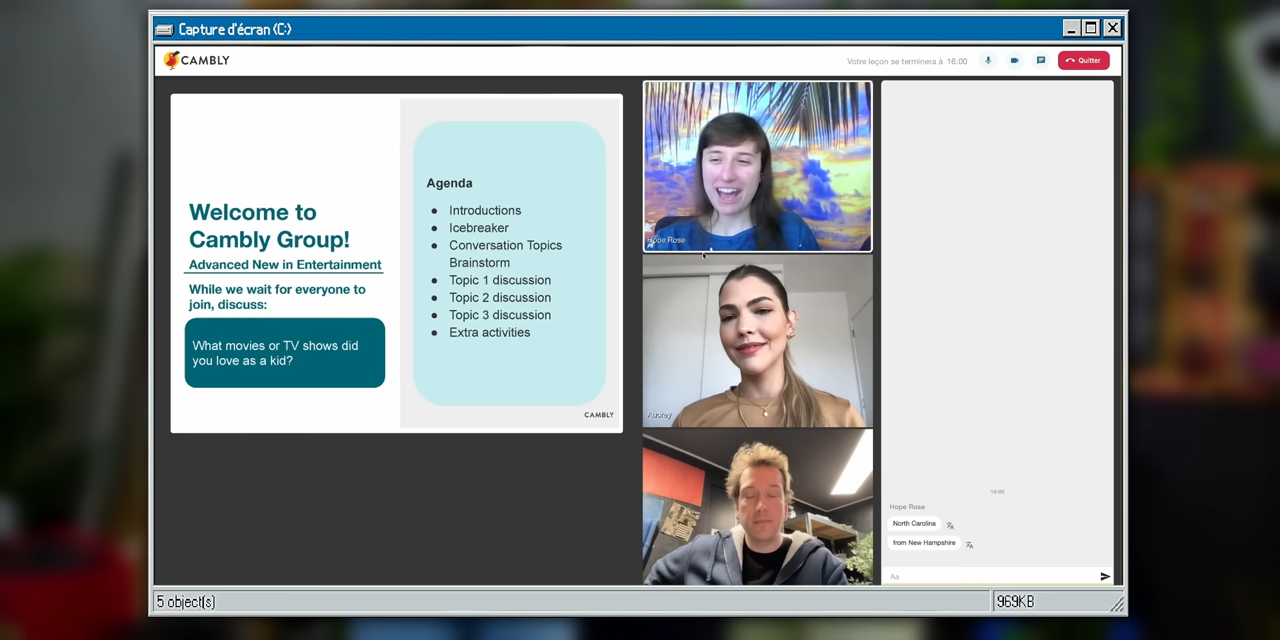 Capture d'écran (C:)
CAMBLY
Votre leçon se terminera à 16:00
Quitter
Welcome to
Cambly Group!
Advanced New in Entertainment
While we wait for everyone to
join, discuss:
What movies or TV shows did
you love as a kid?
Agenda
● Introductions
● Icebreaker
● Conversation Topics
Brainstorm
● Topic 1 discussion
● Topic 2 discussion
● Topic 3 discussion
● Extra activities
CAMBLY
Hope Rose
Audrey
Hope Rose
North Carolina
from New Hampshire
Aa
5 object(s)
969KB